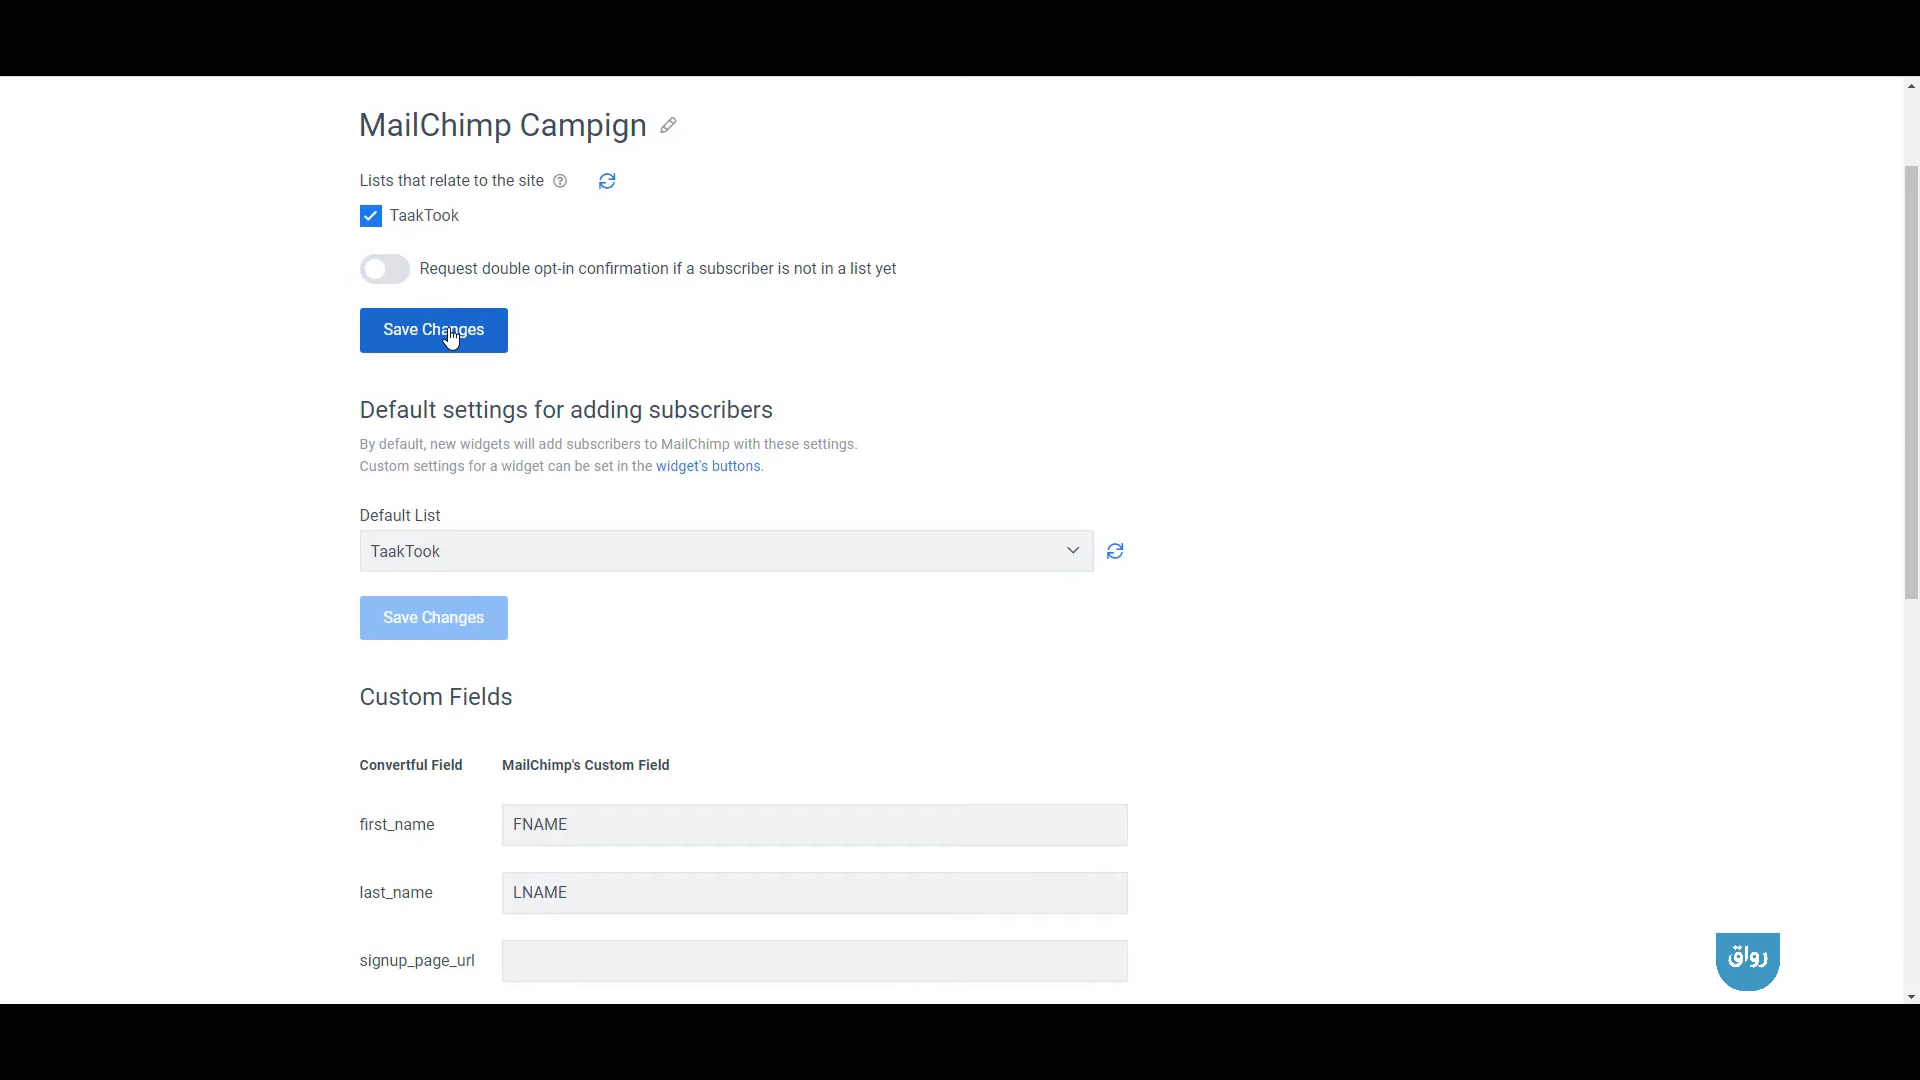 MailChimp Campign
Lists that relate to the site
TaakTook
Request double opt-in confirmation if a subscriber is not in a list yet
Save Changes
Default settings for adding subscribers
By default, new widgets will add subscribers to MailChimp with these settings.
Custom settings for a widget can be set in the widget's buttons.
Default List
TaakTook
Save Changes
Custom Fields
Convertful Field MailChimp's Custom Field
first_name FNAME
last_name LNAME
signup_page_url
رواق